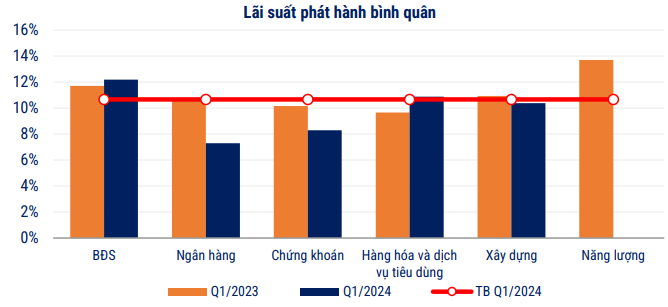 Lãi suất phát hành bình quân
16%
14%
12%
10%
8%
6%
4%
2%
0%
BĐS Ngân hàng Chứng khoán Hàng hóa và dịch Xây dựng Năng lượng
vụ tiêu dùng
Q1/2023 Q1/2024 TB Q1/2024